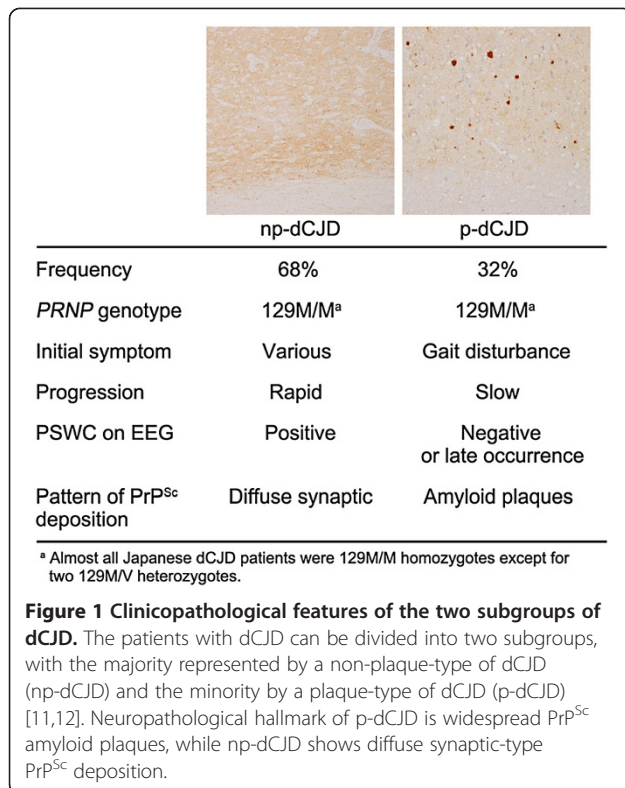 np-dCJD p-dCJD
Frequency 68% 32%
PRNP genotype 129M/Mᵃ 129M/Mᵃ
Initial symptom Various Gait disturbance
Progression Rapid Slow
PSWC on EEG Positive Negative
or late occurrence
Pattern of PrPˢᶜ Diffuse synaptic Amyloid plaques
deposition
ᵃ Almost all Japanese dCJD patients were 129M/M homozygotes except for
two 129M/V heterozygotes.
Figure 1 Clinicopathological features of the two subgroups of
dCJD. The patients with dCJD can be divided into two subgroups,
with the majority represented by a non-plaque-type of dCJD
(np-dCJD) and the minority by a plaque-type of dCJD (p-dCJD)
[11,12]. Neuropathological hallmark of p-dCJD is widespread PrPˢᶜ
amyloid plaques, while np-dCJD shows diffuse synaptic-type
PrPˢᶜ deposition.